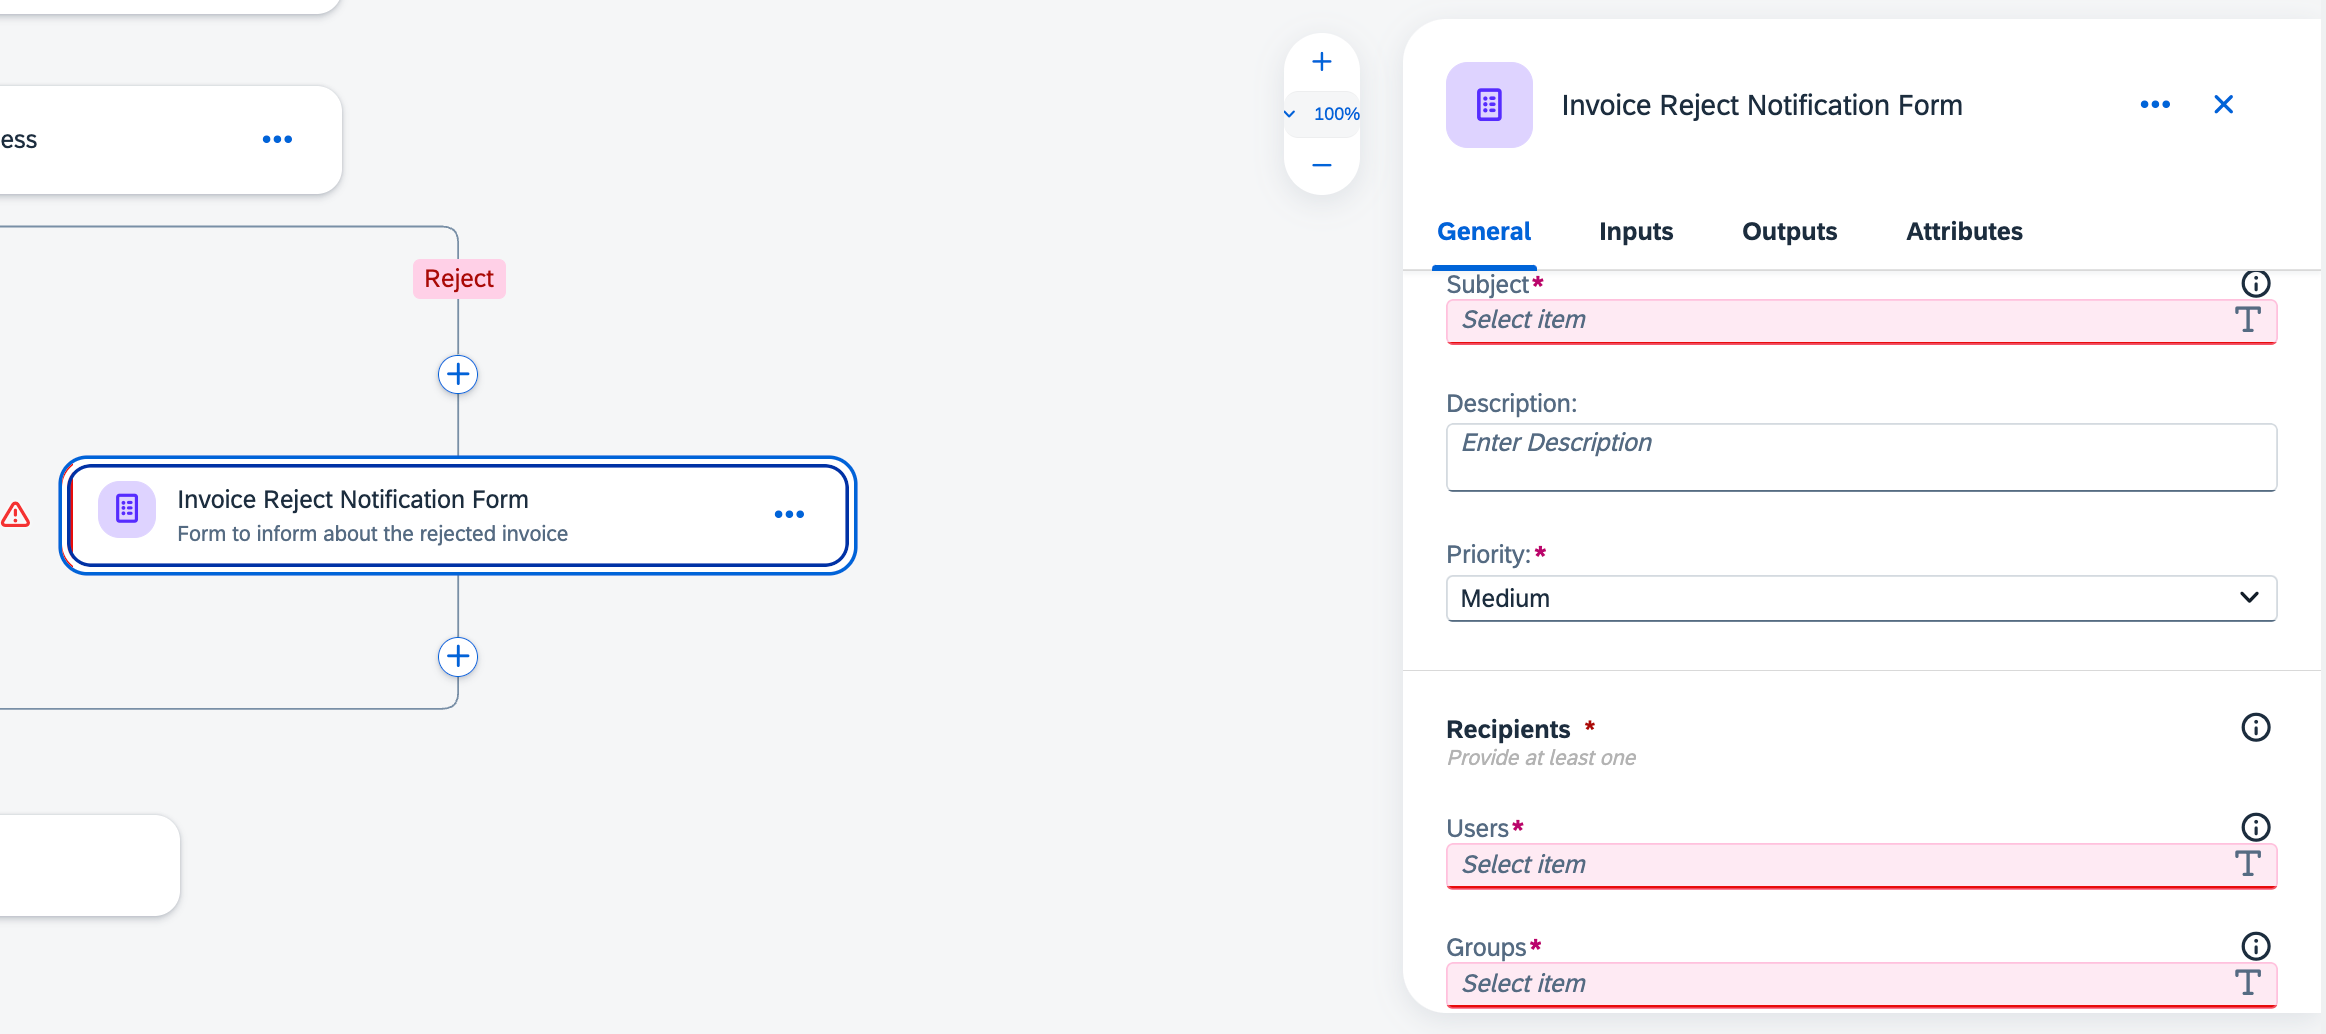 ess
Reject
Invoice Reject Notification Form
Form to inform about the rejected invoice
100%
Invoice Reject Notification Form
General
Inputs
Outputs
Attributes
Subject*
Select item
Description:
Enter Description
Priority:*
Medium
Recipients *
Provide at least one
Users*
Select item
Groups*
Select item